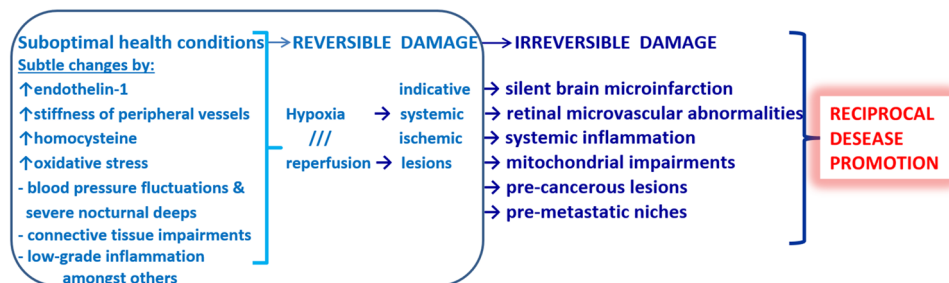 Suboptimal health conditions → REVERSIBLE DAMAGE → IRREVERSIBLE DAMAGE
Subtle changes by:
↑endothelin-1
↑stiffness of peripheral vessels
↑homocysteine
↑oxidative stress
- blood pressure fluctuations &
severe nocturnal deeps
- connective tissue impairments
- low-grade inflammation
amongst others
Hypoxia →
///
reperfusion →
indicative
systemic
ischemic
lesions
→ silent brain microinfarction
→ retinal microvascular abnormalities
→ systemic inflammation
→ mitochondrial impairments
→ pre-cancerous lesions
→ pre-metastatic niches
RECIPROCAL
DESEASE
PROMOTION